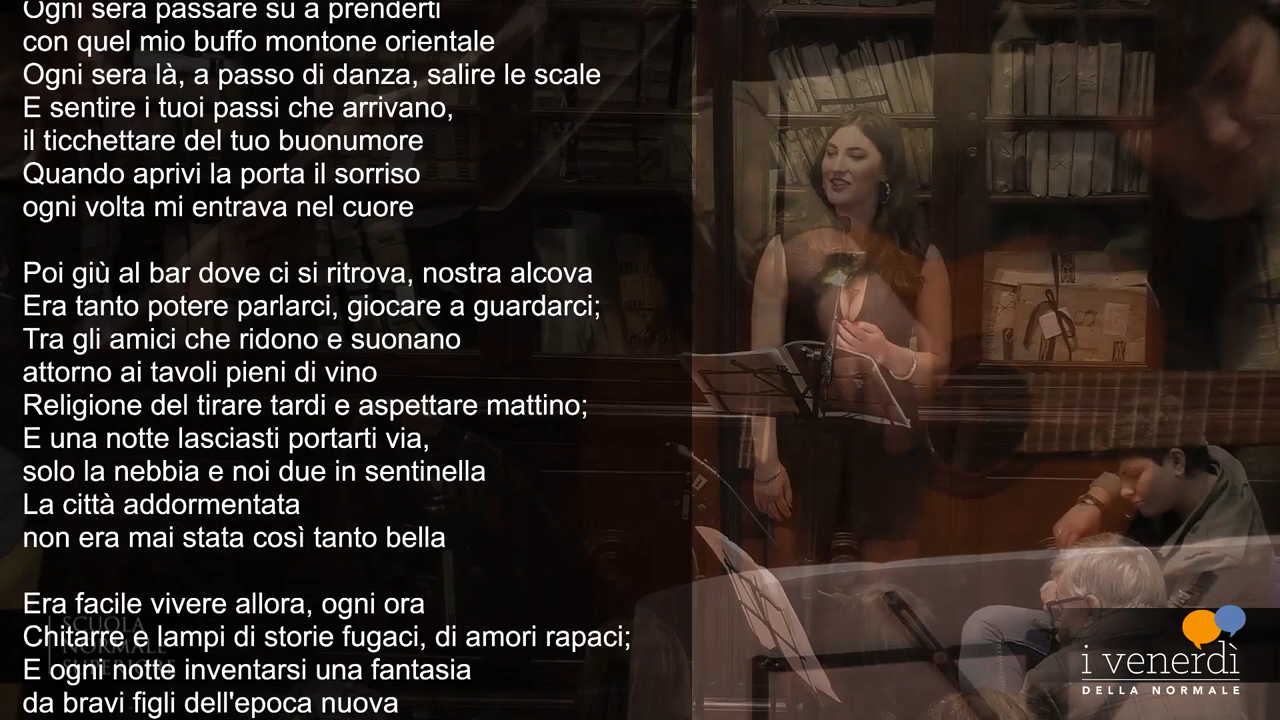 Ogni sera passare su a prenderti
con quel mio buffo montone orientale
Ogni sera là, a passo di danza, salire le scale
E sentire i tuoi passi che arrivano,
il ticchettare del tuo buonumore
Quando aprivi la porta il sorriso
ogni volta mi entrava nel cuore
Poi giù al bar dove ci si ritrova, nostra alcova
Era tanto potere parlarci, giocare a guardarci;
Tra gli amici che ridono e suonano
attorno ai tavoli pieni di vino
Religione del tirare tardi e aspettare mattino;
E una notte lasciasti portarti via,
solo la nebbia e noi due in sentinella
La città addormentata
non era mai stata così tanto bella
Era facile vivere allora, ogni ora
Chitarre e lampi di storie fugaci, di amori rapaci;
E ogni notte inventarsi una fantasia
da bravi figli dell'epoca nuova
SCUOLA
NORMALE
SUPERIORE
i venerdì
DELLA NORMALE